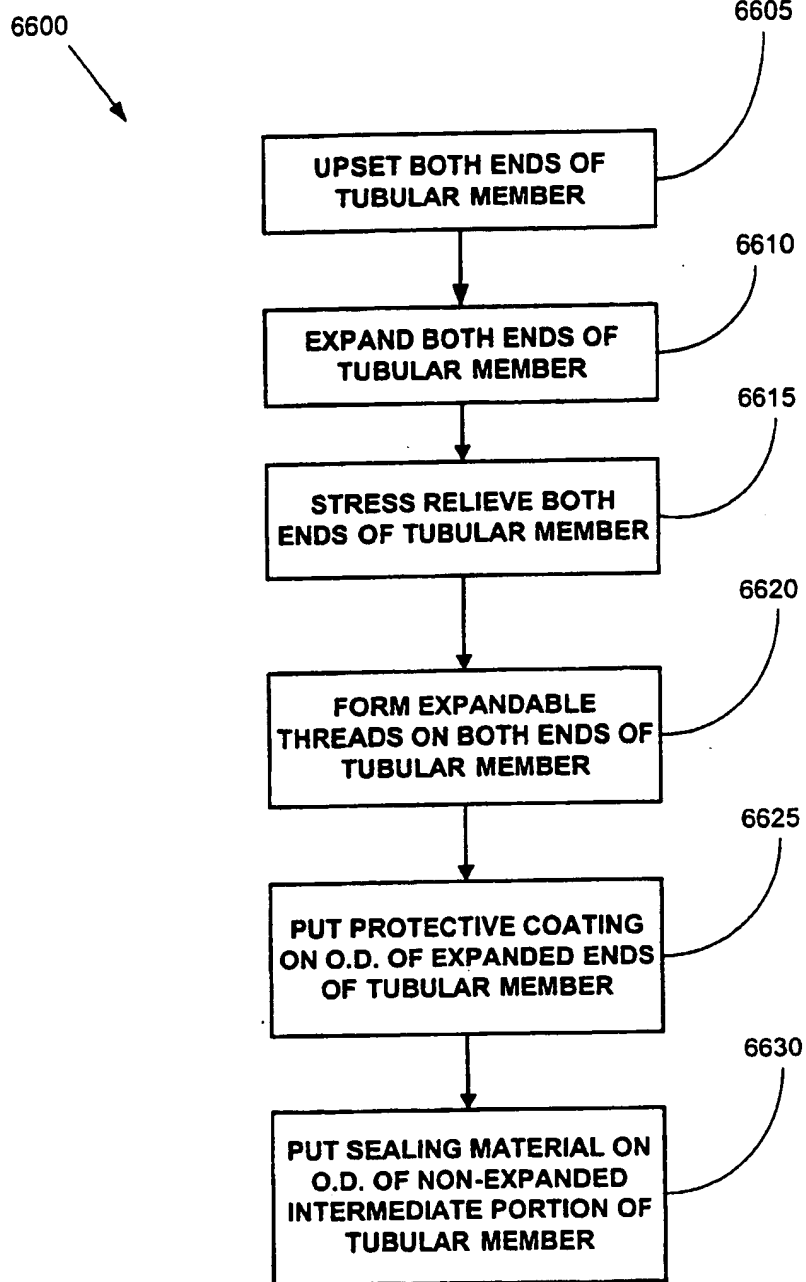 6600
6605
UPSET BOTH ENDS OF
TUBULAR MEMBER
6610
EXPAND BOTH ENDS OF
TUBULAR MEMBER
6615
STRESS RELIEVE BOTH
ENDS OF TUBULAR MEMBER
6620
FORM EXPANDABLE
THREADS ON BOTH ENDS OF
TUBULAR MEMBER
6625
PUT PROTECTIVE COATING
ON O.D. OF EXPANDED ENDS
OF TUBULAR MEMBER
6630
PUT SEALING MATERIAL ON
O.D. OF NON-EXPANDED
INTERMEDIATE PORTION OF
TUBULAR MEMBER